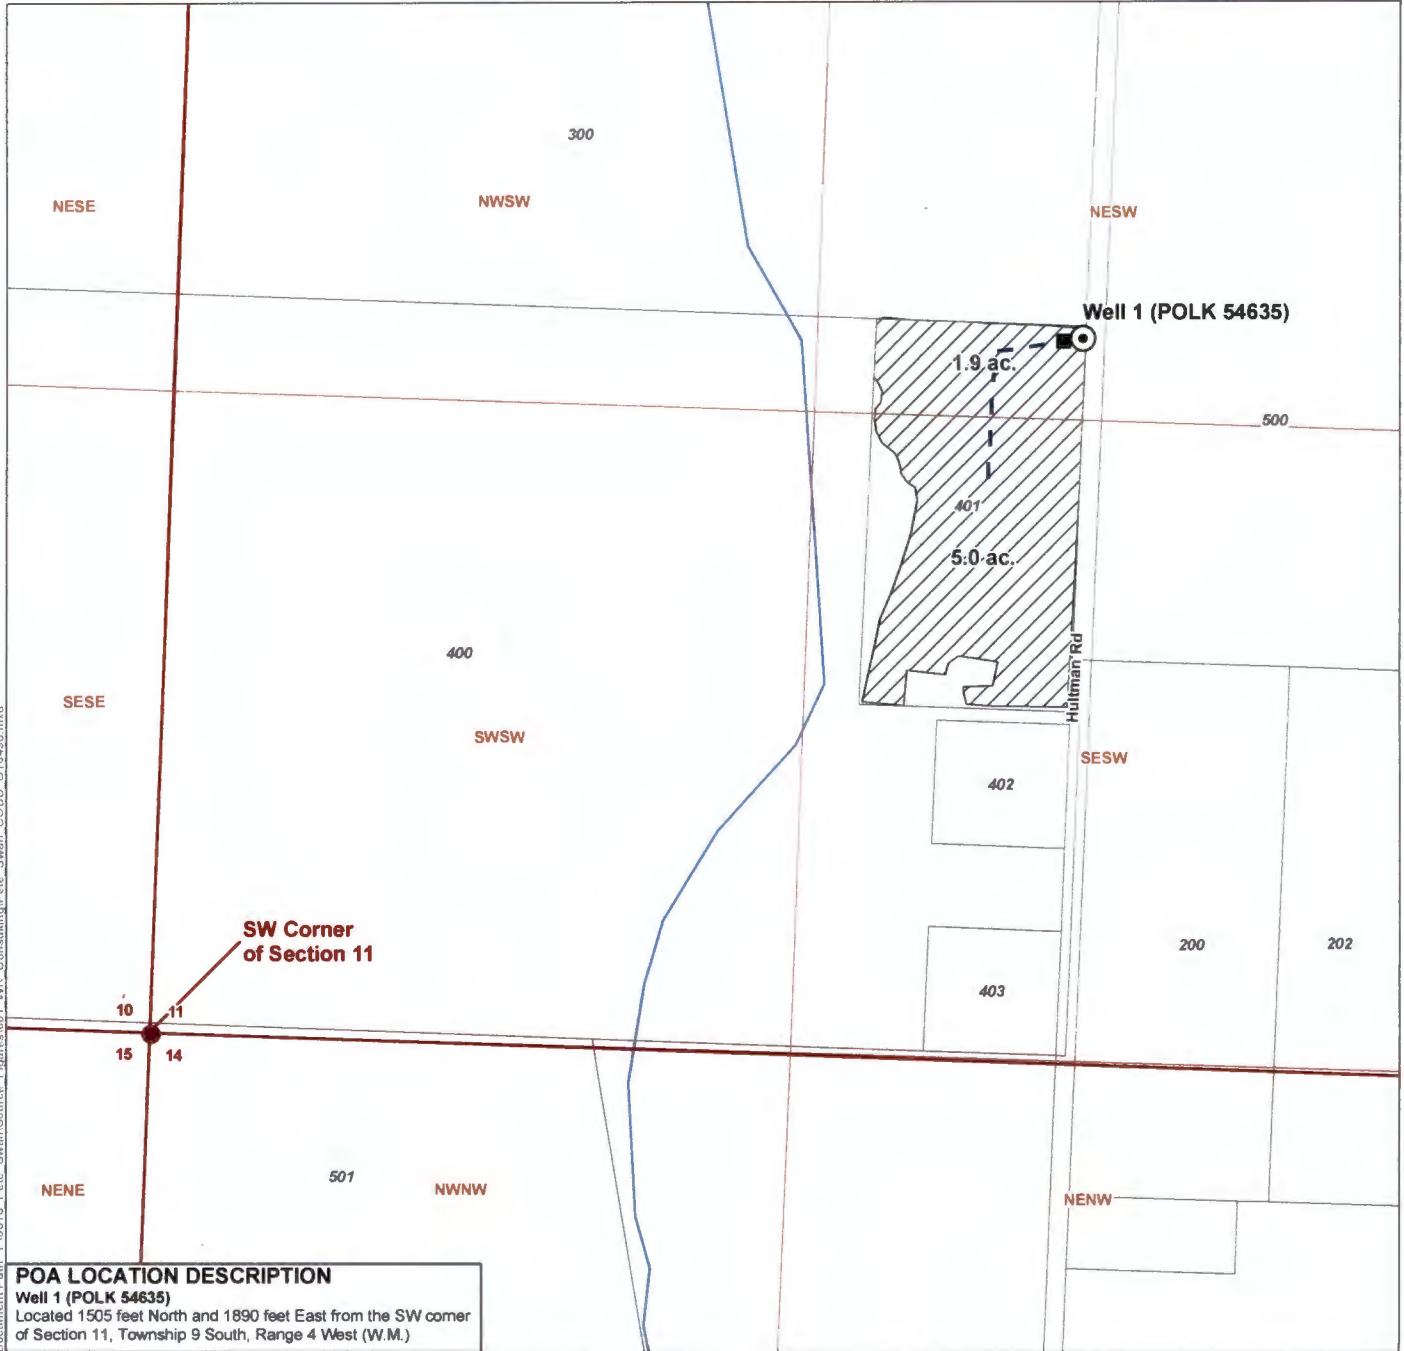 300
NESE
NWSW
NESW
Well 1 (POLK 54635)
1.9 ac.
500
401
5.0 ac.
400
Hultman Rd
SESE
SWSW
SESW
402
SW Corner
of Section 11
200
202
403
10
11
15
14
501
NENE
NWNW
NENW
POA LOCATION DESCRIPTION
Well 1 (POLK 54635)
Located 1505 feet North and 1890 feet East from the SW corner
of Section 11, Township 9 South, Range 4 West (W.M.)